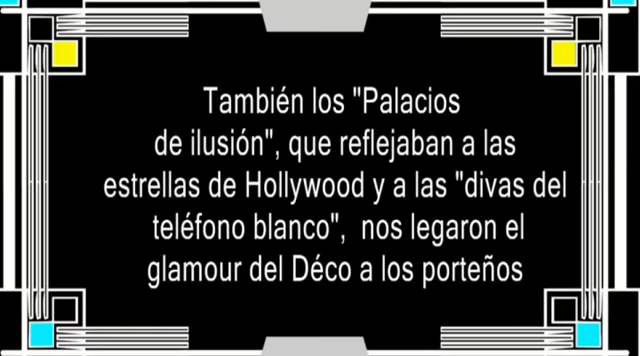 También los "Palacios
de ilusión", que reflejaban a las
estrellas de Hollywood y a las "divas del
teléfono blanco",  nos legaron el
glamour del Déco a los porteños